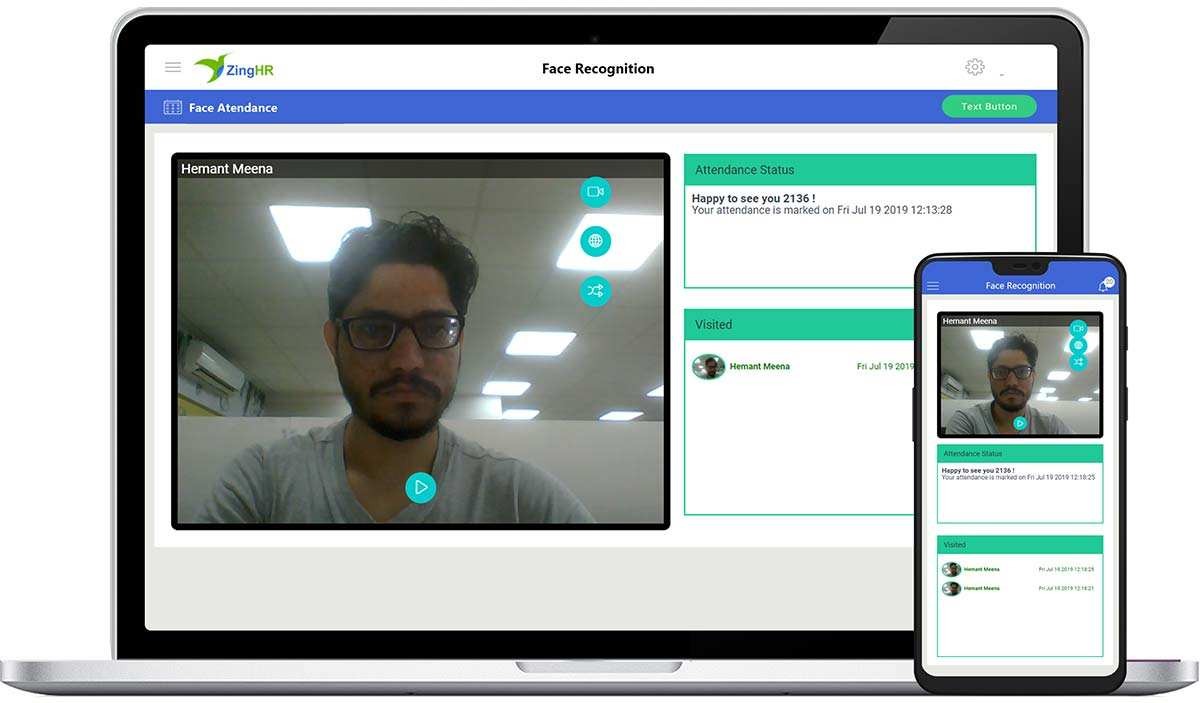 ZingHR
Face Recognition
Face Atendance
Text Button
Hemant Meena
Attendance Status
Happy to see you 2136 !
Your attendance is marked on Fri Jul 19 2019 12:13:28
Visited
Hemant Meena
Fri Jul 19 2019
Face Recognition
Hemant Meena
Attendance Status
Happy to see you 2136 !
Your attendance is marked on Fri Jul 19 2019 12:18:25
Visited
Hemant Meena
Fri Jul 19 2019 12:18:25
Hemant Meena
Fri Jul 19 2019 12:18:21